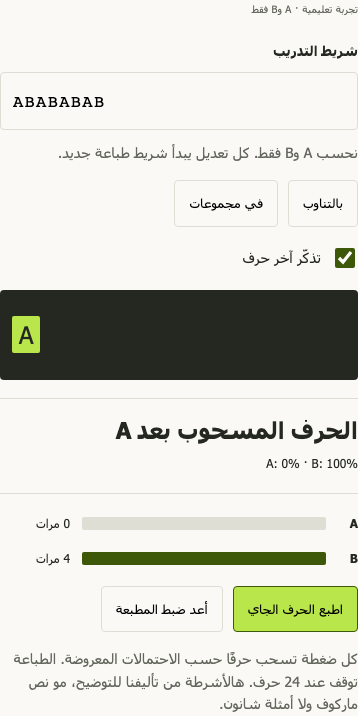 تجربة تعليمية · A وB فقط
شريط التدريب
ABABABAB
نحسب A وB فقط. كل تعديل يبدأ شريط طباعة جديد.
بالتناوب
في مجموعات
تذكّر آخر حرف
A
الحرف المسحوب بعد A
A: 0% · B: 100%
A
0 مرات
B
4 مرات
اطبع الحرف الجاي
أعد ضبط المطبعة
كل ضغطة تسحب حرفًا حسب الاحتمالات المعروضة. الطباعة
توقف عند 24 حرف. هالأشرطة من تأليفنا للتوضيح، مو نص
ماركوف ولا أمثلة شانون.